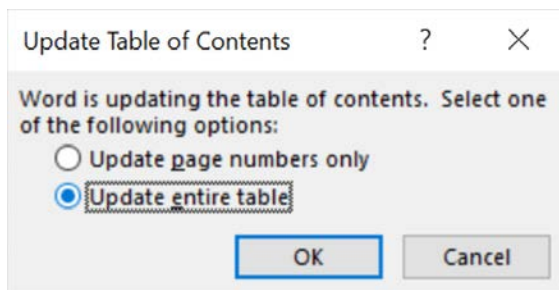 Update Table of Contents ? ×
Word is updating the table of contents. Select one
of the following options:
Update page numbers only
Update entire table
OK Cancel